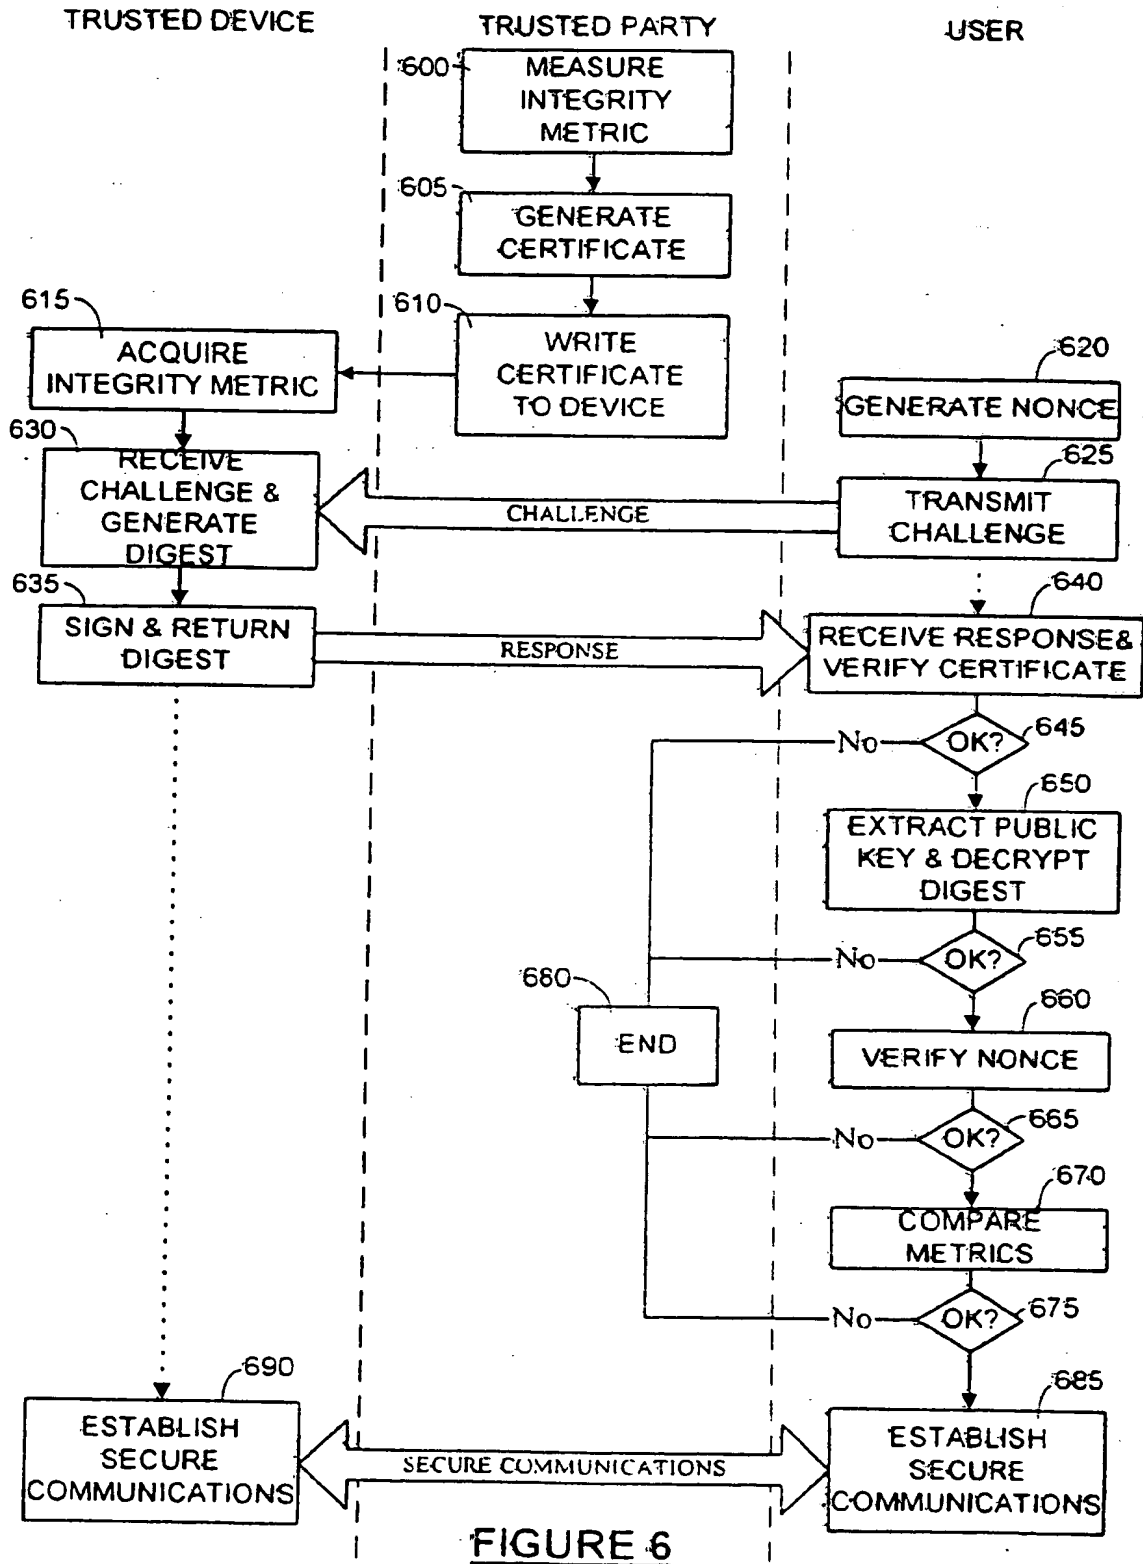 TRUSTED DEVICE
TRUSTED PARTY
USER
600
MEASURE
INTEGRITY
METRIC
605
GENERATE
CERTIFICATE
610
WRITE
CERTIFICATE
TO DEVICE
615
ACQUIRE
INTEGRITY METRIC
620
GENERATE NONCE
625
TRANSMIT
CHALLENGE
CHALLENGE
630
RECEIVE
CHALLENGE &
GENERATE
DIGEST
635
SIGN & RETURN
DIGEST
RESPONSE
640
RECEIVE RESPONSE&
VERIFY CERTIFICATE
OK?
645
No
650
EXTRACT PUBLIC
KEY & DECRYPT
DIGEST
OK?
655
No
680
END
660
VERIFY NONCE
OK?
665
No
670
COMPARE
METRICS
OK?
675
No
690
ESTABLISH
SECURE
COMMUNICATIONS
SECURE COMMUNICATIONS
685
ESTABLISH
SECURE
COMMUNICATIONS
FIGURE 6